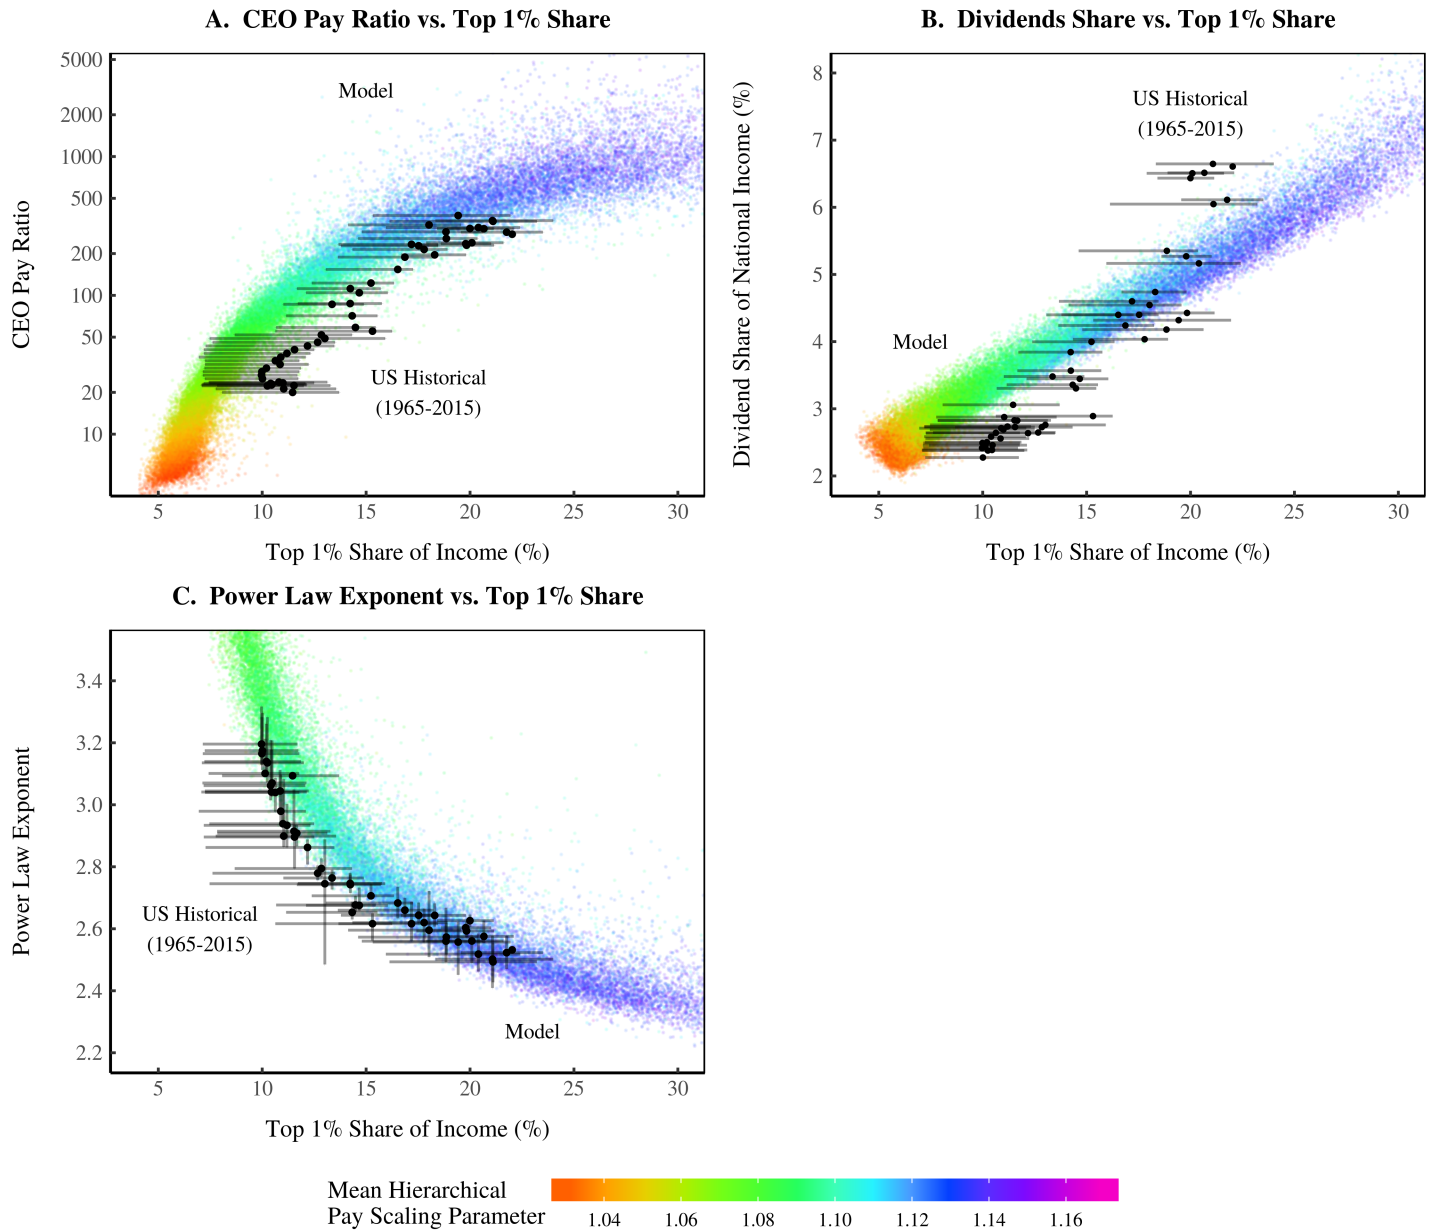 A. CEO Pay Ratio vs. Top 1% Share
5000
2000
1000
500
200
100
50
20
10
CEO Pay Ratio
Model
US Historical
(1965-2015)
5 10 15 20 25 30
Top 1% Share of Income (%)
B. Dividends Share vs. Top 1% Share
8
7
6
5
4
3
2
Dividend Share of National Income (%)
US Historical
(1965-2015)
Model
5 10 15 20 25 30
Top 1% Share of Income (%)
C. Power Law Exponent vs. Top 1% Share
3.4
3.2
3.0
2.8
2.6
2.4
2.2
Power Law Exponent
US Historical
(1965-2015)
Model
5 10 15 20 25 30
Top 1% Share of Income (%)
Mean Hierarchical
Pay Scaling Parameter
1.04 1.06 1.08 1.10 1.12 1.14 1.16